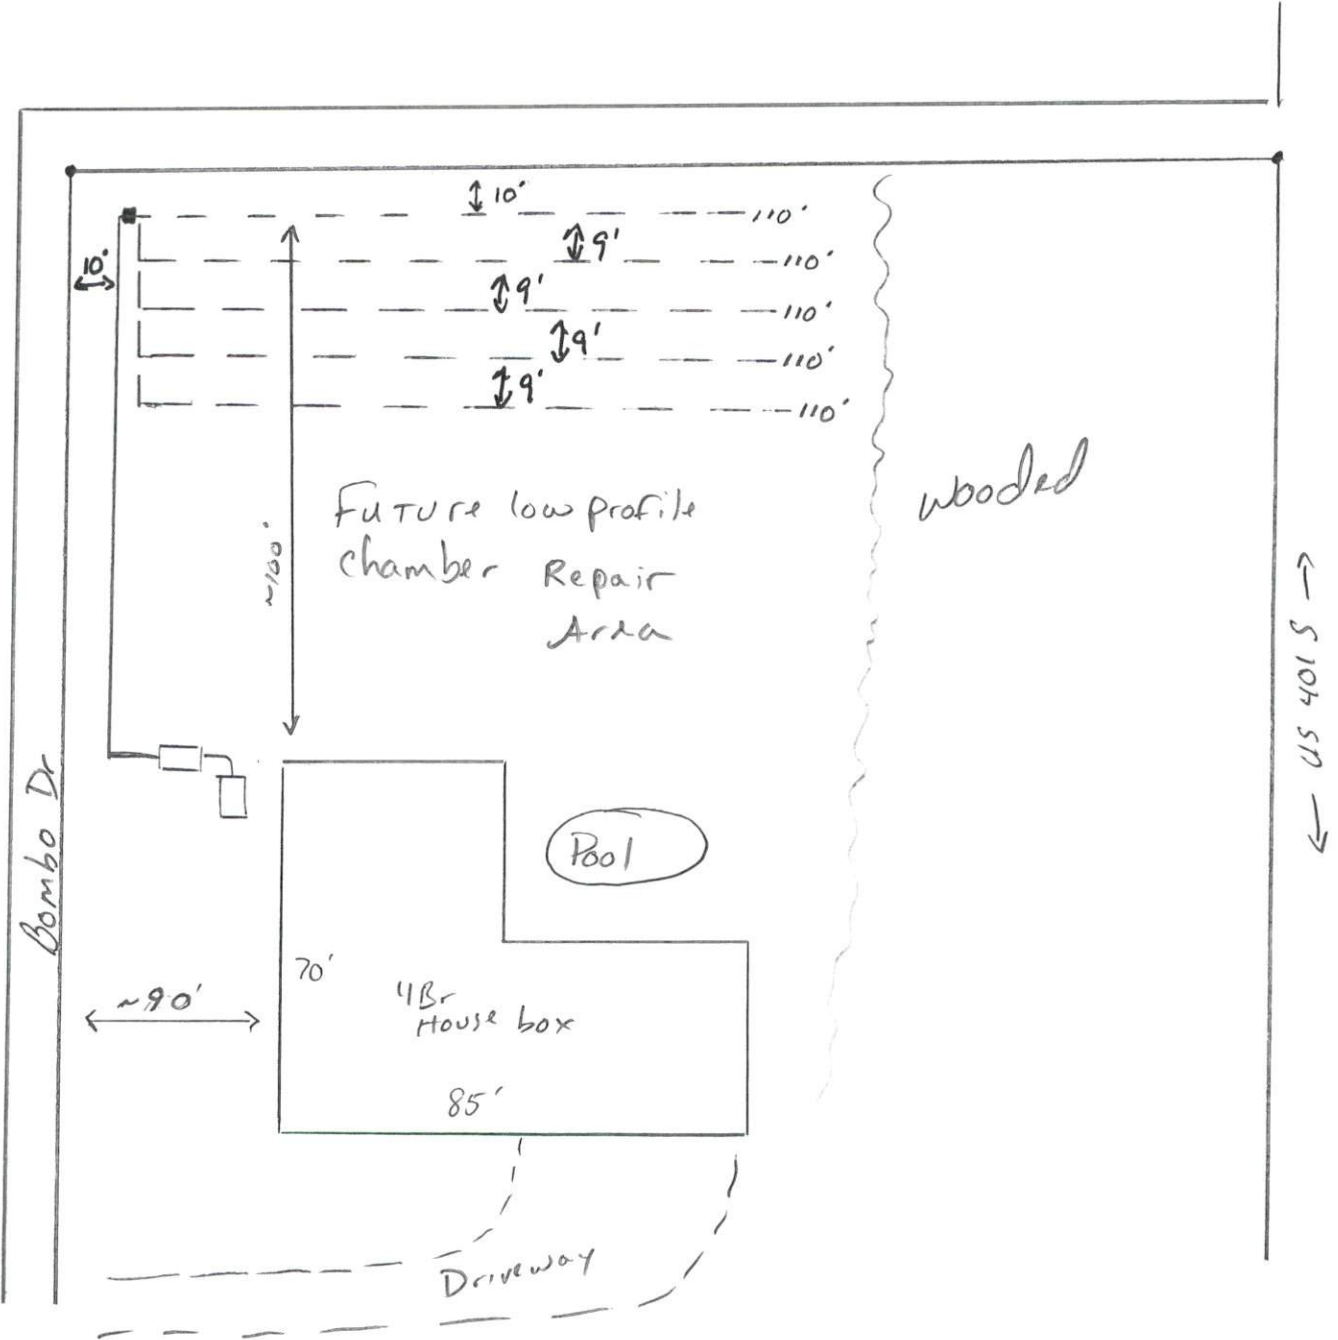 10'
110'
9'
110'
10'
9'
110'
9'
110'
9'
110'
Future low profile
chamber Repair
Area
wooded
~100'
← US 401 S →
Bombo Dr
Pool
~90'
70'
4Br
House box
85'
Driveway